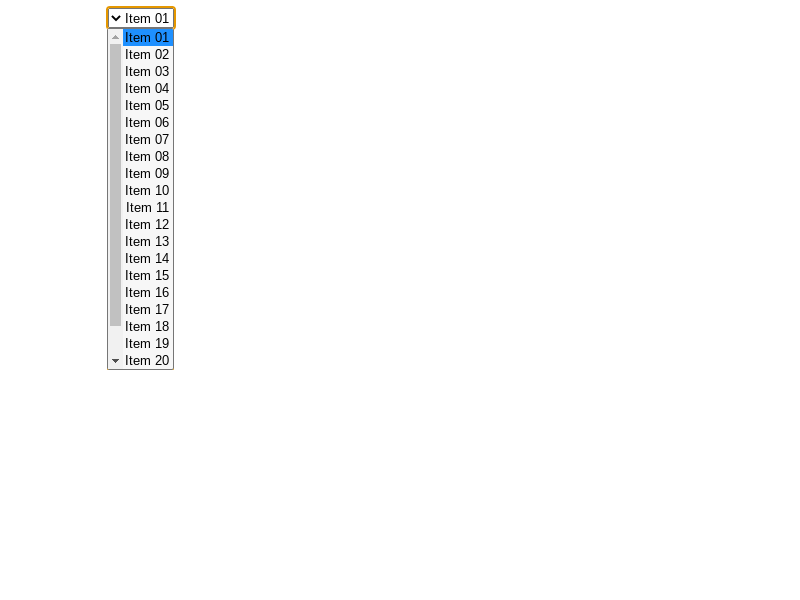 Item 01
Item 01
Item 02
Item 03
Item 04
Item 05
Item 06
Item 07
Item 08
Item 09
Item 10
Item 11
Item 12
Item 13
Item 14
Item 15
Item 16
Item 17
Item 18
Item 19
Item 20